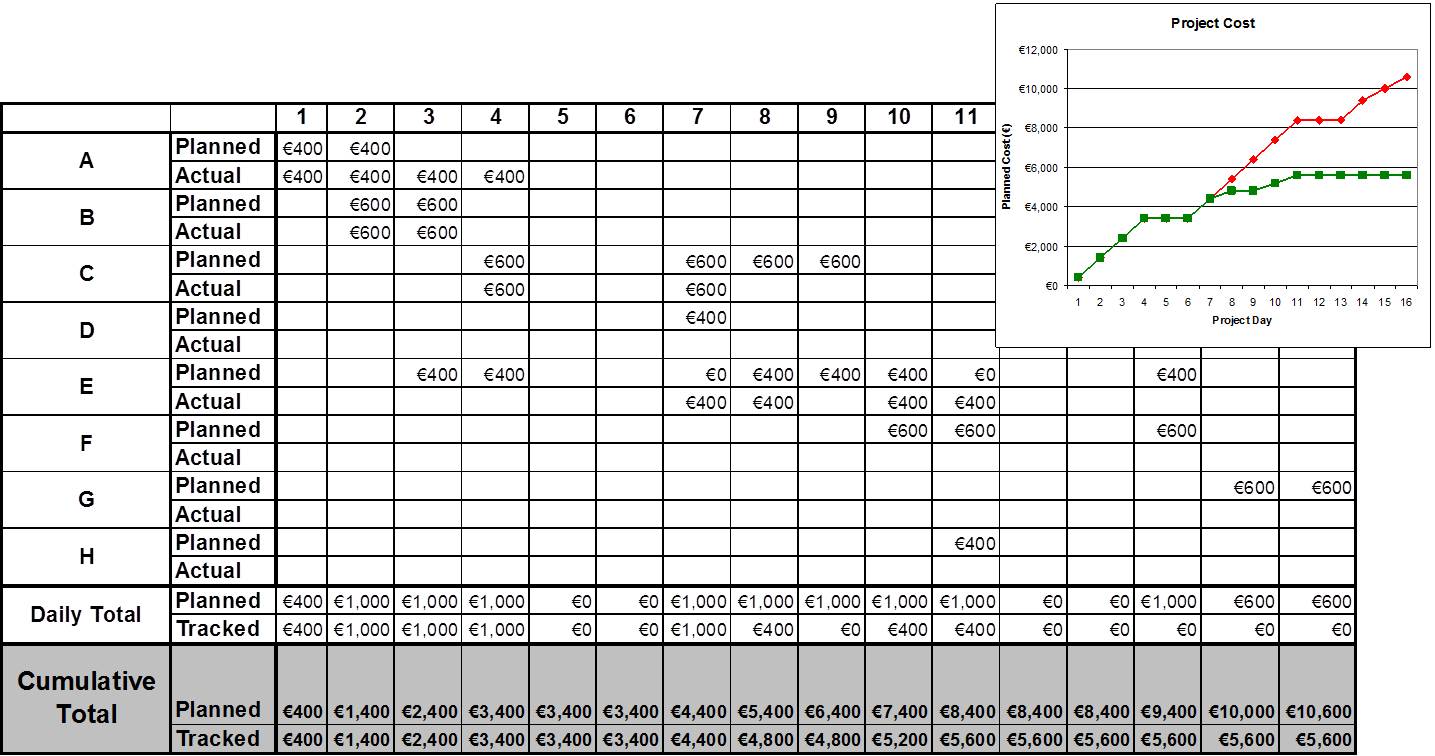 Project Cost
€12,000
€10,000
€8,000
€6,000
€4,000
€2,000
€0
Planned Cost (€)
1 2 3 4 5 6 7 8 9 10 11 12 13 14 15 16
Project Day
1 2 3 4 5 6 7 8 9 10 11
A
Planned €400 €400
Actual €400 €400 €400 €400
B
Planned €600 €600
Actual €600 €600
C
Planned €600 €600 €600 €600
Actual €600 €600
D
Planned €400
Actual
E
Planned €400 €400 €0 €400 €400 €400 €0 €400
Actual €400 €400 €400 €400
F
Planned €600 €600 €600
Actual
G
Planned €600 €600
Actual
H
Planned €400
Actual
Daily Total
Planned €400 €1,000 €1,000 €1,000 €0 €0 €1,000 €1,000 €1,000 €1,000 €1,000 €0 €0 €1,000 €600 €600
Tracked €400 €1,000 €1,000 €1,000 €0 €0 €1,000 €400 €0 €400 €400 €0 €0 €0 €0 €0
Cumulative
Total
Planned €400 €1,400 €2,400 €3,400 €3,400 €3,400 €4,400 €5,400 €6,400 €7,400 €8,400 €8,400 €8,400 €9,400 €10,000 €10,600
Tracked €400 €1,400 €2,400 €3,400 €3,400 €3,400 €4,400 €4,800 €4,800 €5,200 €5,600 €5,600 €5,600 €5,600 €5,600 €5,600